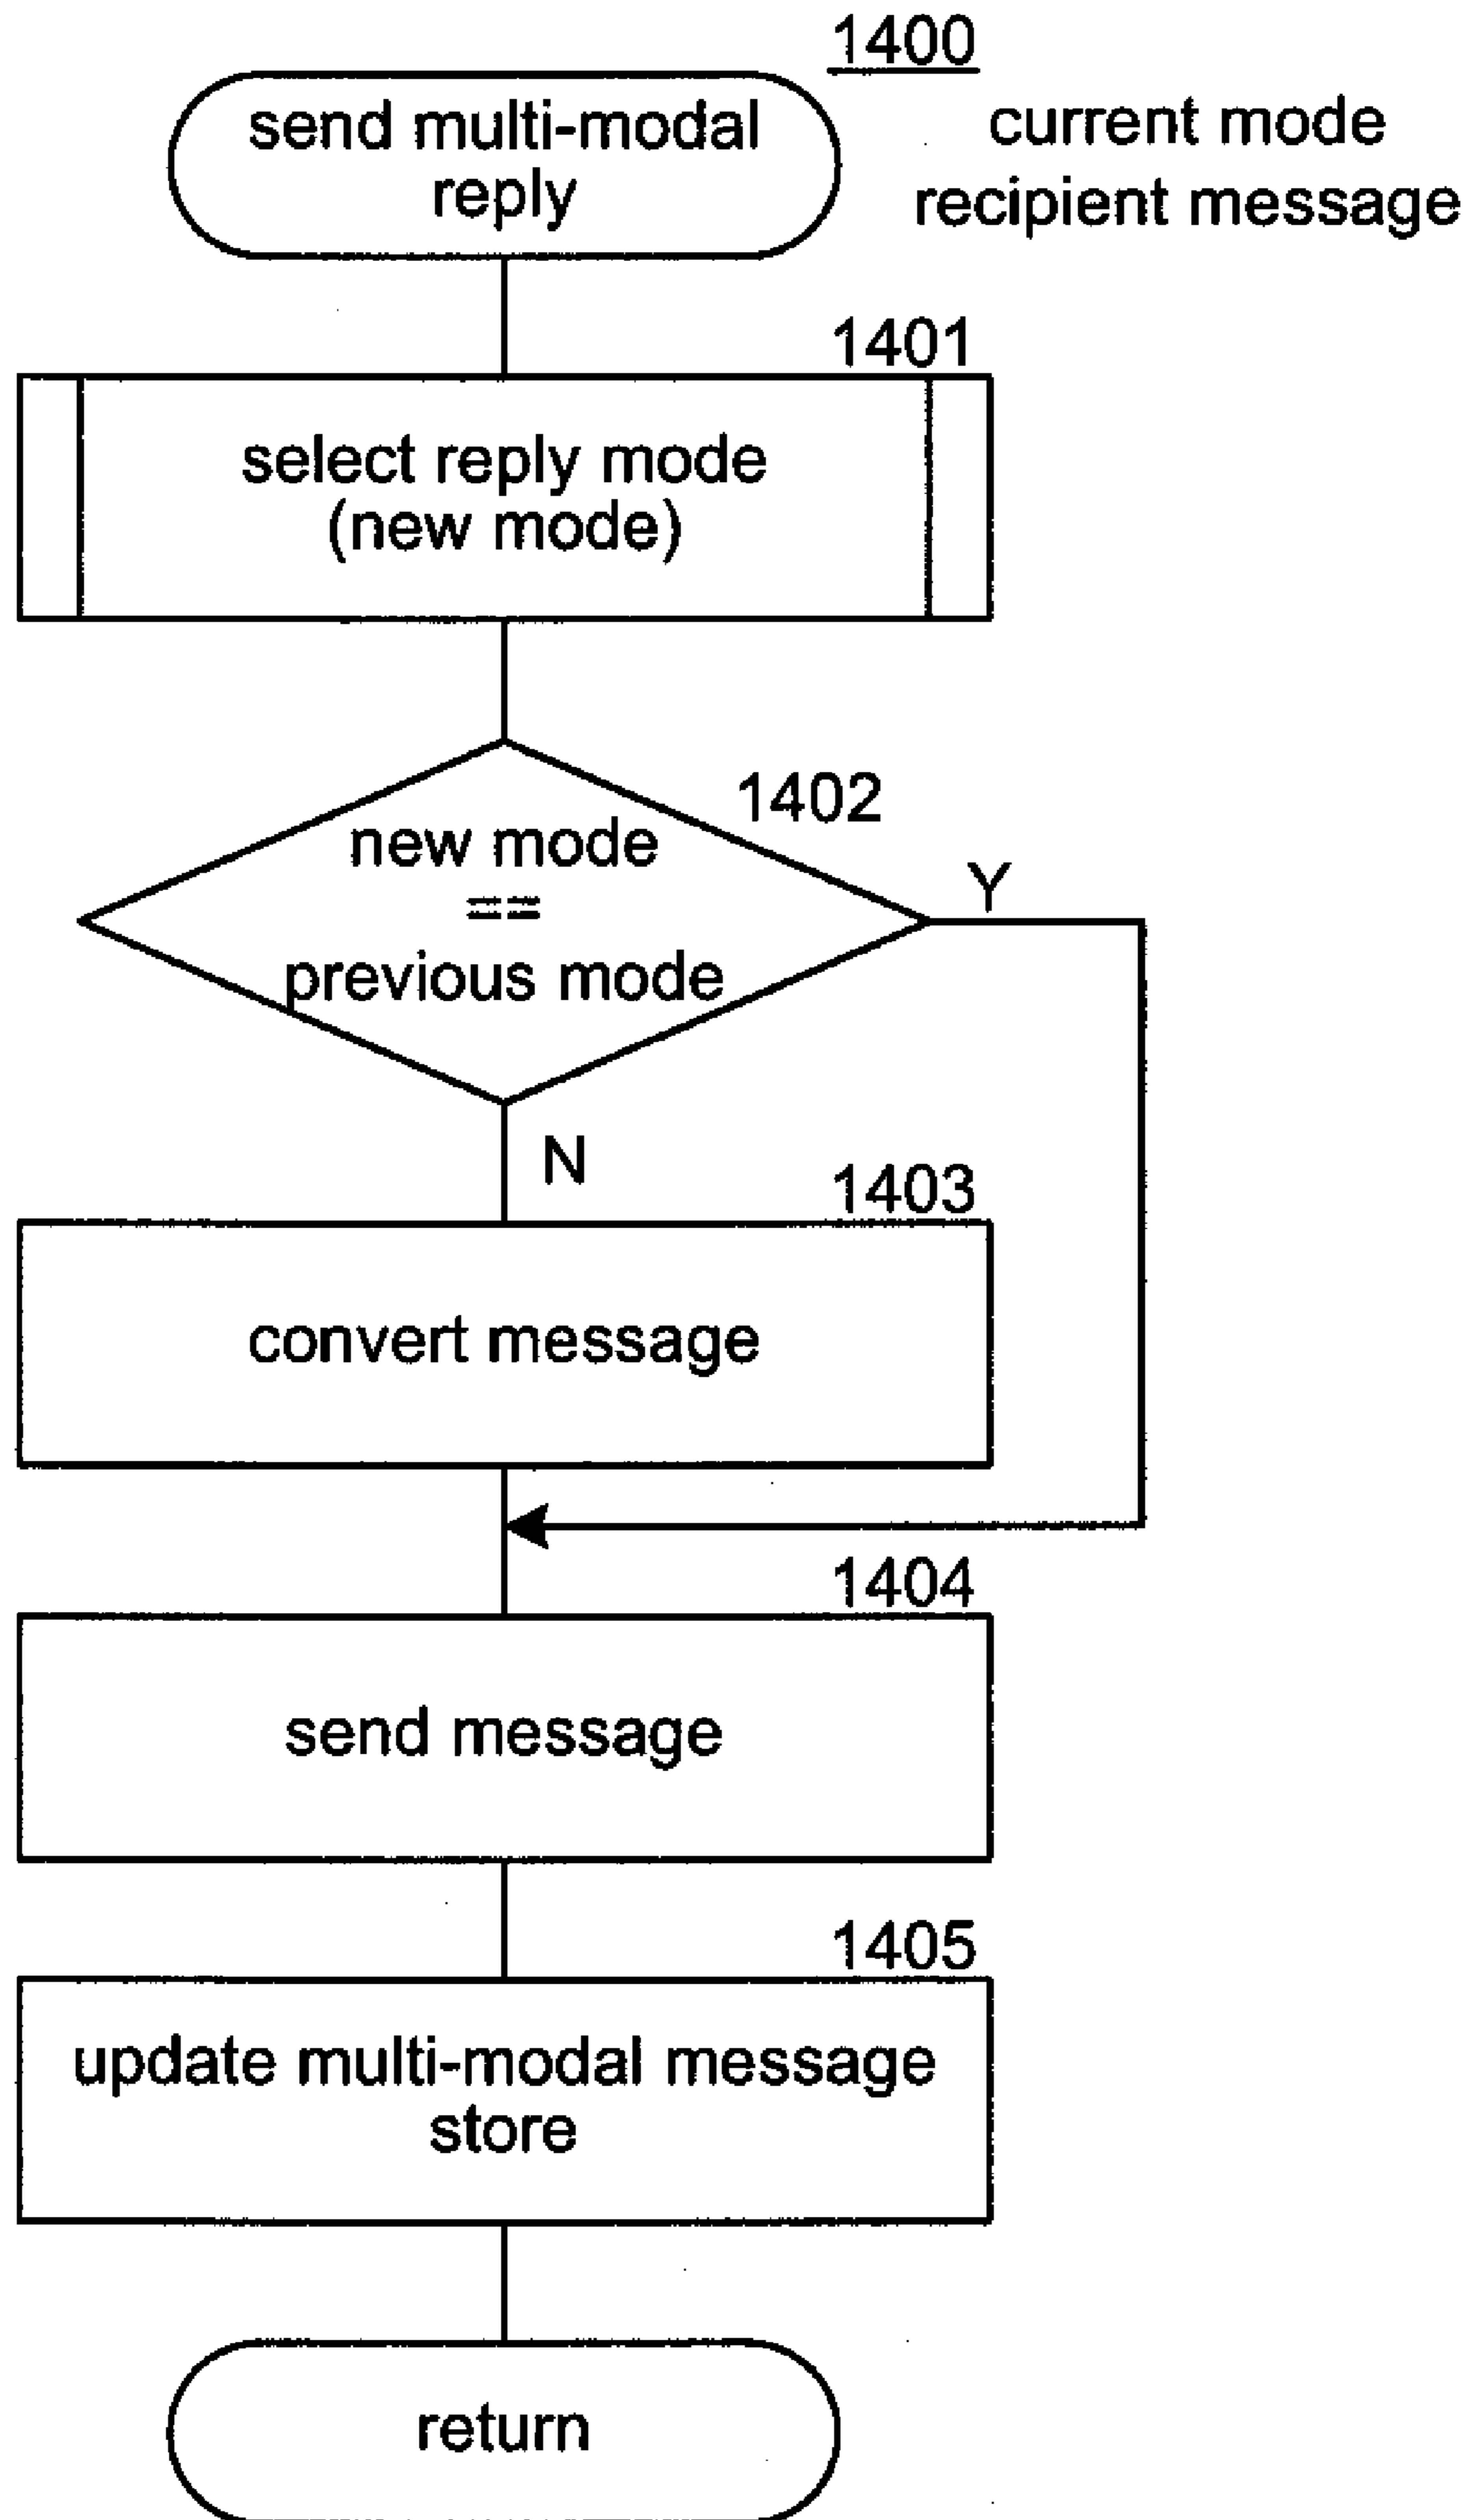 1400
send multi-modal
reply
current mode
recipient message
1401
select reply mode
(new mode)
1402
new mode
==
previous mode
Y
N
1403
convert message
1404
send message
1405
update multi-modal message
store
return